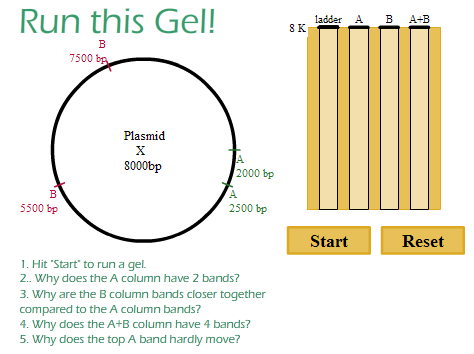 Run this Gel!
ladder A B A+B
8 K
B
7500 bp
Plasmid
X
8000bp
A
2000 bp
B
5500 bp
A
2500 bp
Start
Reset
1. Hit "Start" to run a gel.
2.. Why does the A column have 2 bands?
3. Why are the B column bands closer together
compared to the A column bands?
4. Why does the A+B column have 4 bands?
5. Why does the top A band hardly move?